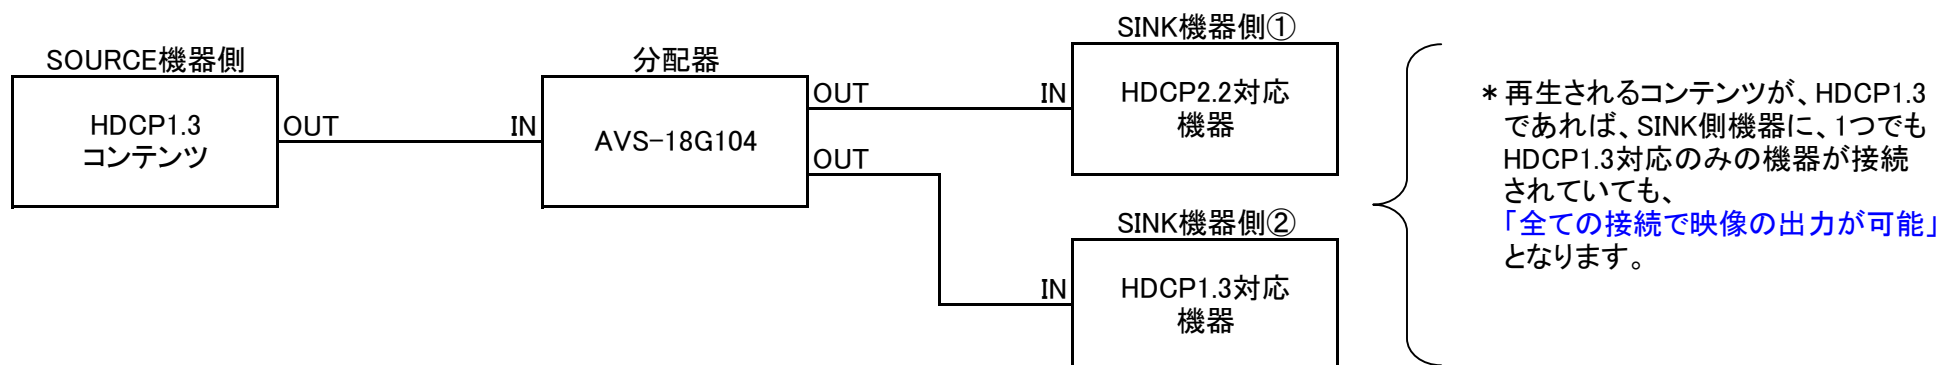 SOURCE機器側
HDCP1.3
コンテンツ
OUT
IN
分配器
AVS-18G104
OUT
OUT
SINK機器側①
IN
HDCP2.2対応
機器
SINK機器側②
IN
HDCP1.3対応
機器
*再生されるコンテンツが、HDCP1.3
であれば、SINK側機器に、1つでも
HDCP1.3対応のみの機器が接続
されていても、
「全ての接続で映像の出力が可能」
となります。